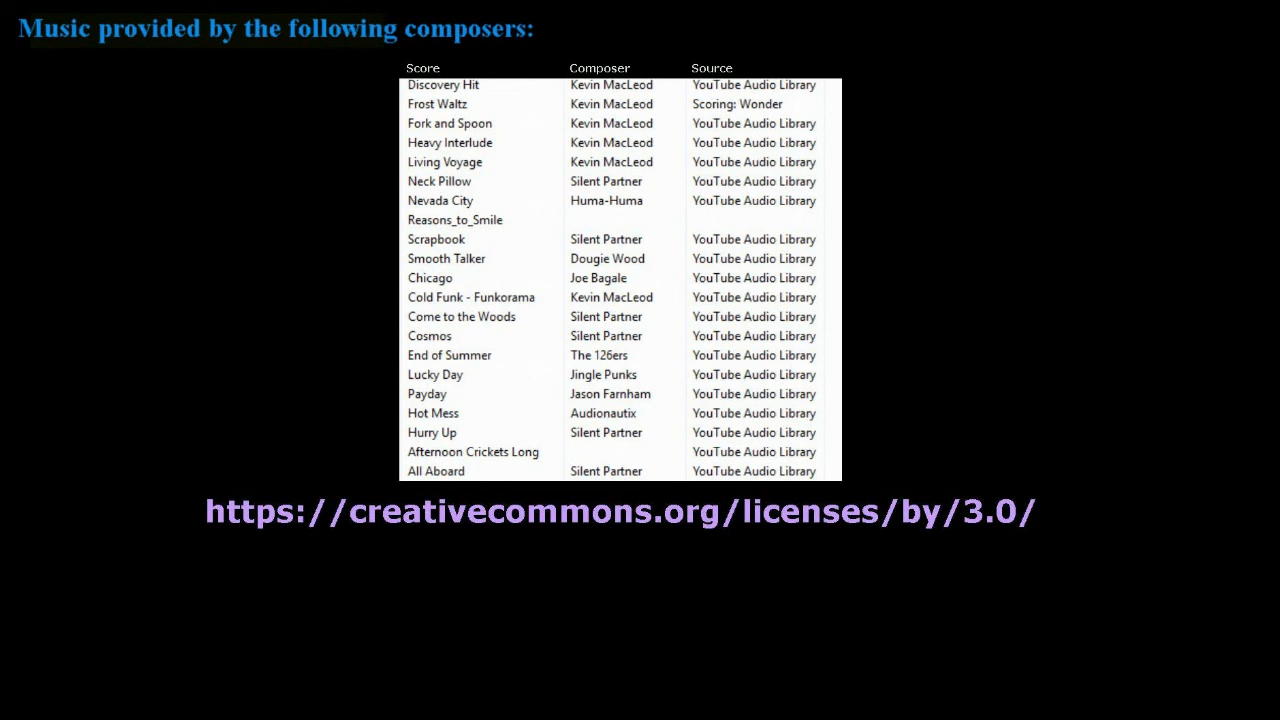 Music provided by the following composers:
Score Composer Source
Discovery Hit Kevin MacLeod YouTube Audio Library
Frost Waltz Kevin MacLeod Scoring: Wonder
Fork and Spoon Kevin MacLeod YouTube Audio Library
Heavy Interlude Kevin MacLeod YouTube Audio Library
Living Voyage Kevin MacLeod YouTube Audio Library
Neck Pillow Silent Partner YouTube Audio Library
Nevada City Huma-Huma YouTube Audio Library
Reasons_to_Smile
Scrapbook Silent Partner YouTube Audio Library
Smooth Talker Dougie Wood YouTube Audio Library
Chicago Joe Bagale YouTube Audio Library
Cold Funk - Funkorama Kevin MacLeod YouTube Audio Library
Come to the Woods Silent Partner YouTube Audio Library
Cosmos Silent Partner YouTube Audio Library
End of Summer The 126ers YouTube Audio Library
Lucky Day Jingle Punks YouTube Audio Library
Payday Jason Farnham YouTube Audio Library
Hot Mess Audionautix YouTube Audio Library
Hurry Up Silent Partner YouTube Audio Library
Afternoon Crickets Long YouTube Audio Library
All Aboard Silent Partner YouTube Audio Library
https://creativecommons.org/licenses/by/3.0/